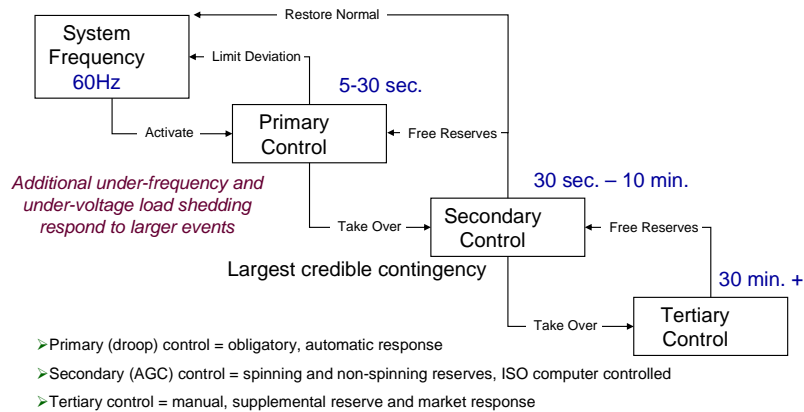 Restore Normal
System
Frequency
60Hz
Limit Deviation
5-30 sec.
Activate
Primary
Control
Free Reserves
Additional under-frequency and
under-voltage load shedding
respond to larger events
30 sec. – 10 min.
Take Over
Secondary
Control
Free Reserves
Largest credible contingency
30 min. +
Take Over
Tertiary
Control
➢Primary (droop) control = obligatory, automatic response
➢Secondary (AGC) control = spinning and non-spinning reserves, ISO computer controlled
➢Tertiary control = manual, supplemental reserve and market response